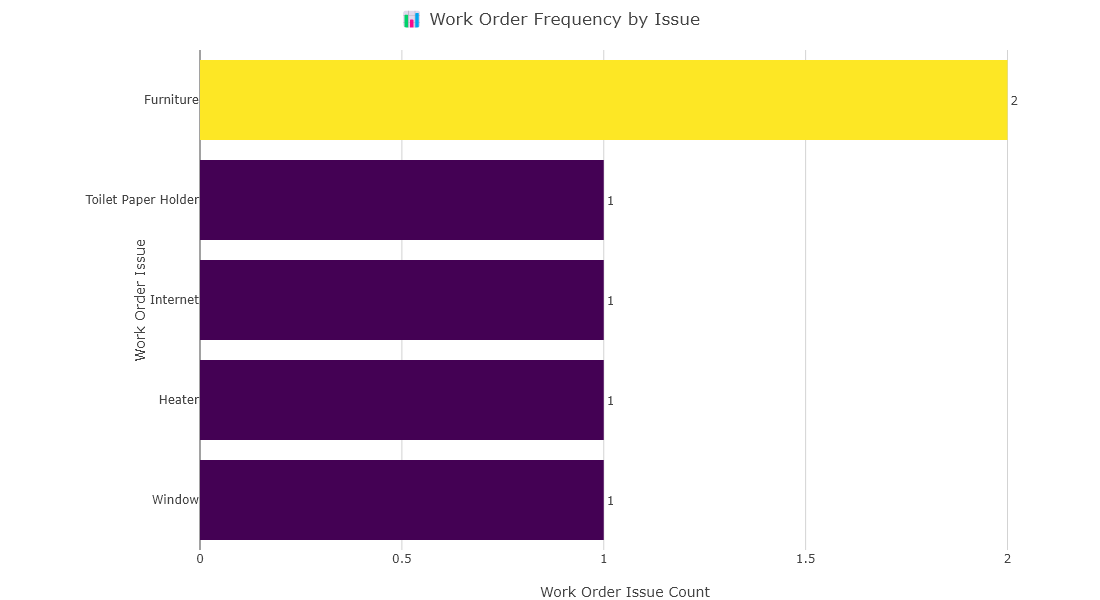 📊 Work Order Frequency by Issue
Furniture
2
Toilet Paper Holder
1
Work Order Issue
Internet
1
Heater
1
Window
1
0
0.5
1
1.5
2
Work Order Issue Count